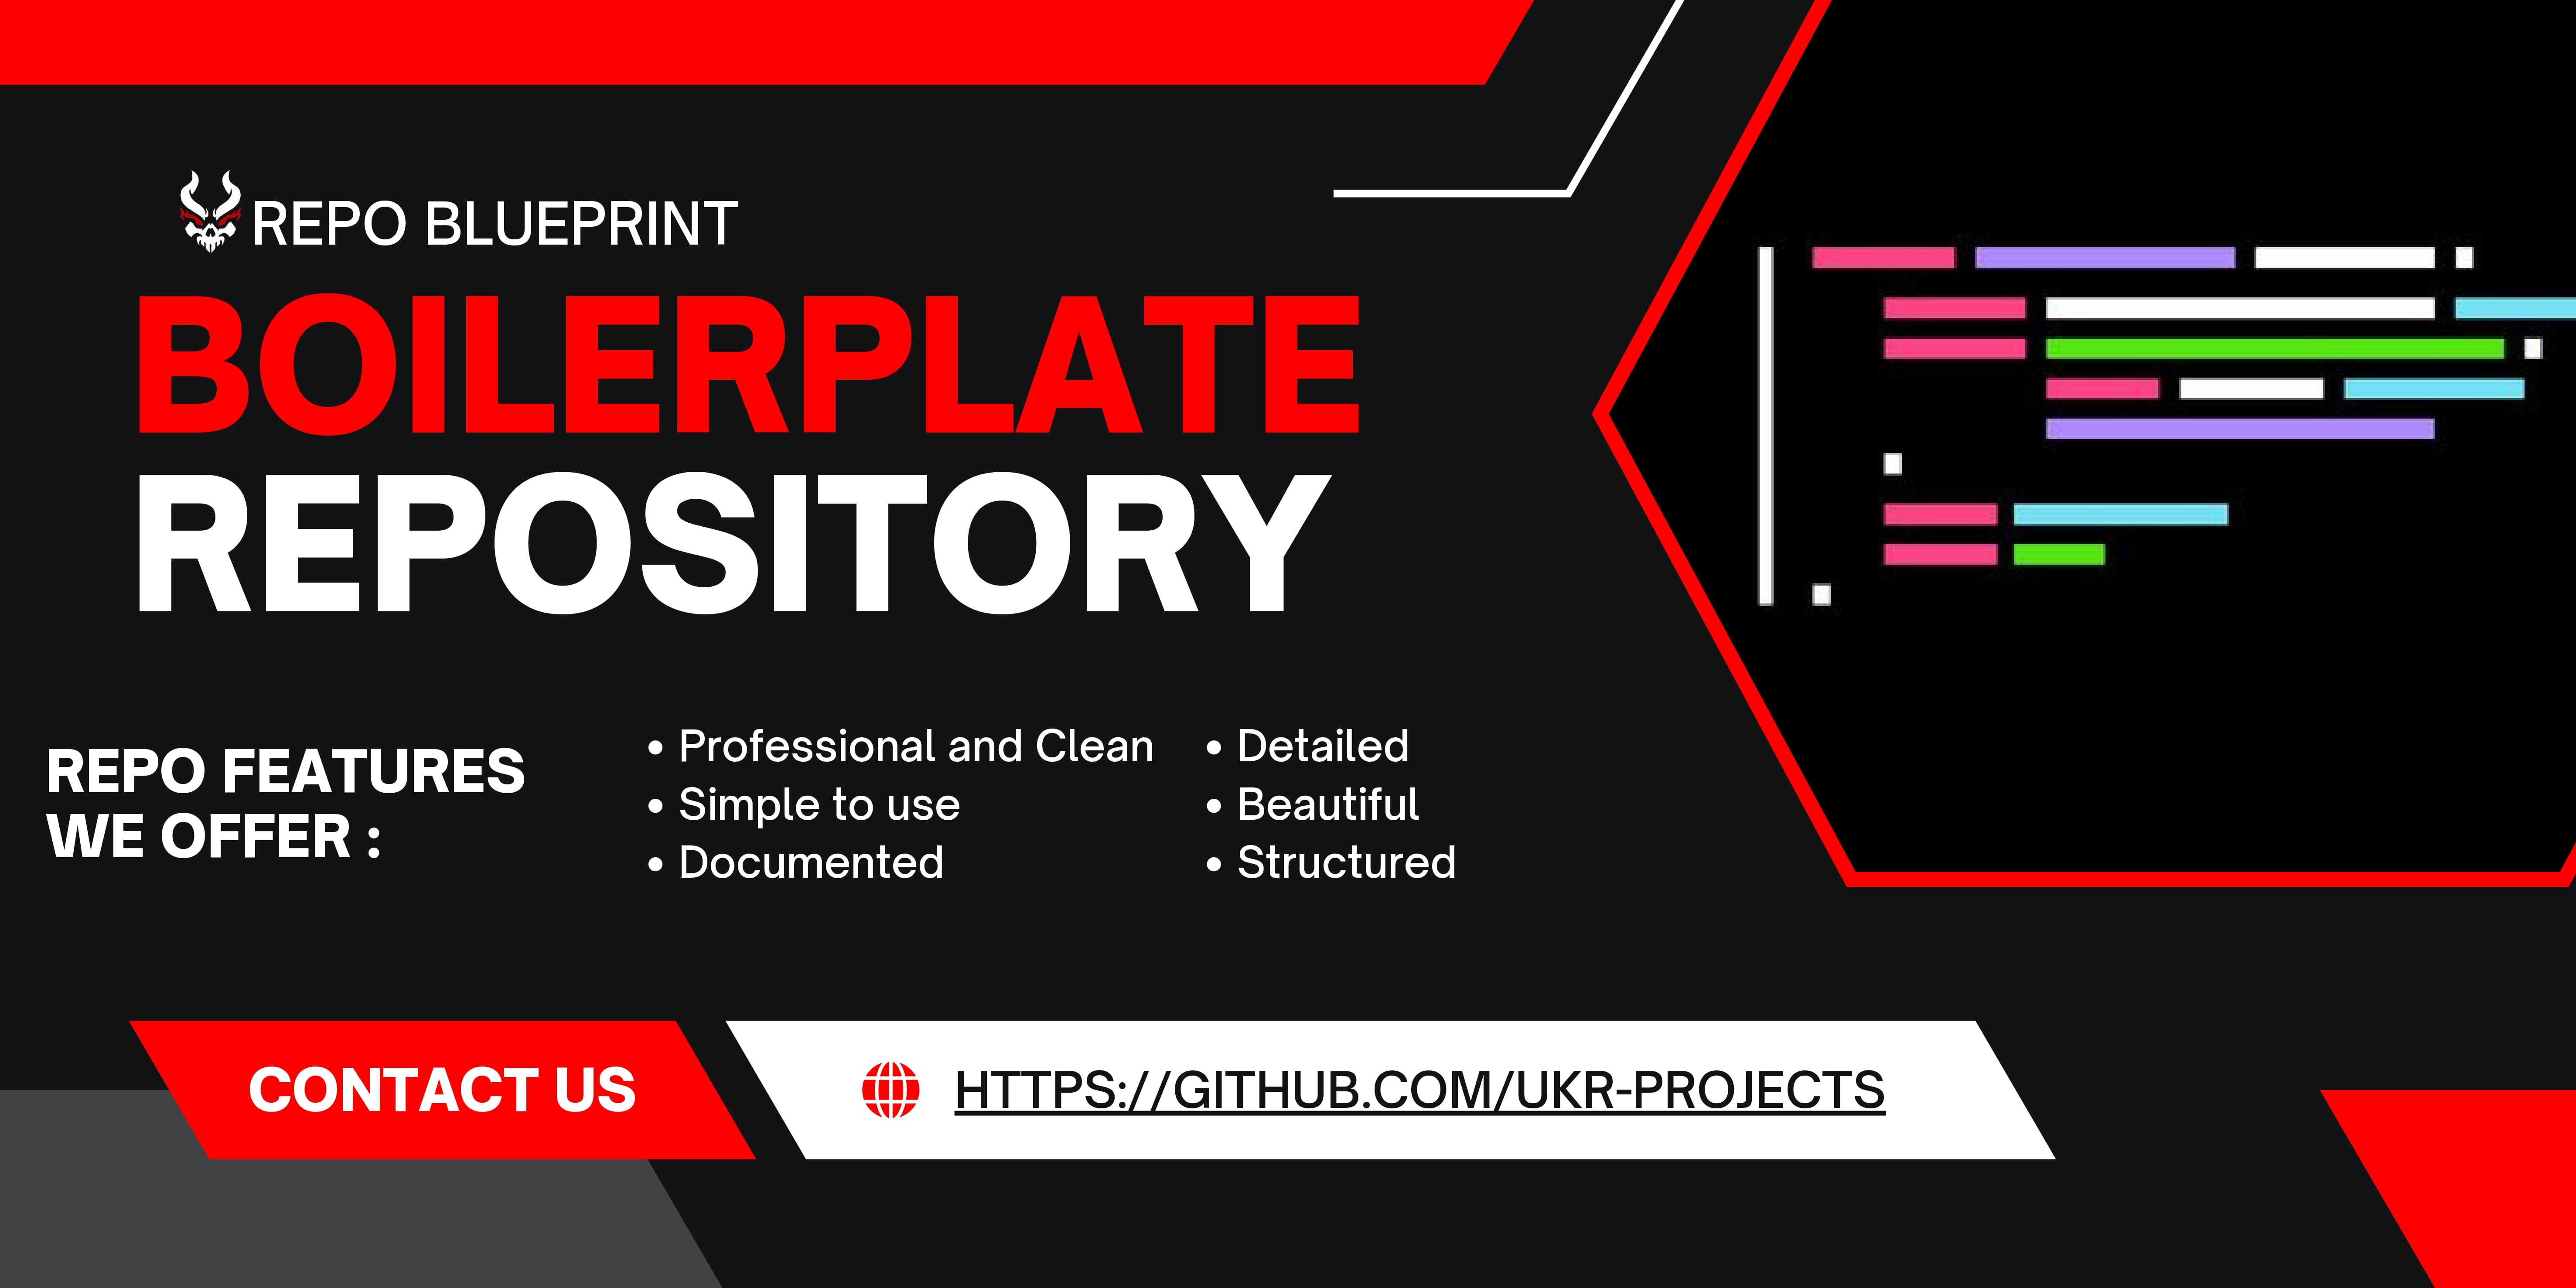 REPO BLUEPRINT
BOILERPLATE
REPOSITORY
REPO FEATURES
WE OFFER :
• Professional and Clean
• Simple to use
• Documented
• Detailed
• Beautiful
• Structured
CONTACT US
HTTPS://GITHUB.COM/UKR-PROJECTS